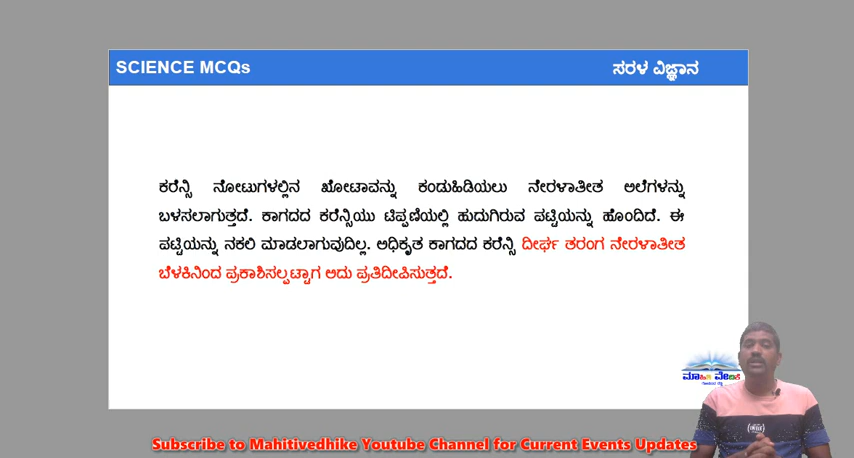 SCIENCE MCQs
ಸರಳ ವಿಜ್ಞಾನ
ಕರೆನ್ಸಿ ನೋಟುಗಳಲ್ಲಿನ ಖೋಟಾವನ್ನು ಕಂಡುಹಿಡಿಯಲು ನೇರಳಾತೀತ ಅಲೆಗಳನ್ನು
ಬಳಸಲಾಗುತ್ತದೆ. ಕಾಗದದ ಕರೆನ್ಸಿಯು ಟಿಪ್ಪಣಿಯಲ್ಲಿ ಹುದುಗಿರುವ ಪಟ್ಟಿಯನ್ನು ಹೊಂದಿದೆ. ಈ
ಪಟ್ಟಿಯನ್ನು ನಕಲಿ ಮಾಡಲಾಗುವುದಿಲ್ಲ. ಅಧಿಕೃತ ಕಾಗದದ ಕರೆನ್ಸಿ ದೀರ್ಘ ತರಂಗ ನೇರಳಾತೀತ
ಬೆಳಕಿನಿಂದ ಪ್ರಕಾಶಿಸಲ್ಪಟ್ಟಾಗ ಅದು ಪ್ರತಿದೀಪಿಸುತ್ತದೆ.
ಮಾಹಿತಿ ವೇದಿಕೆ
Subscribe to Mahitivedhike Youtube Channel for Current Events Updates